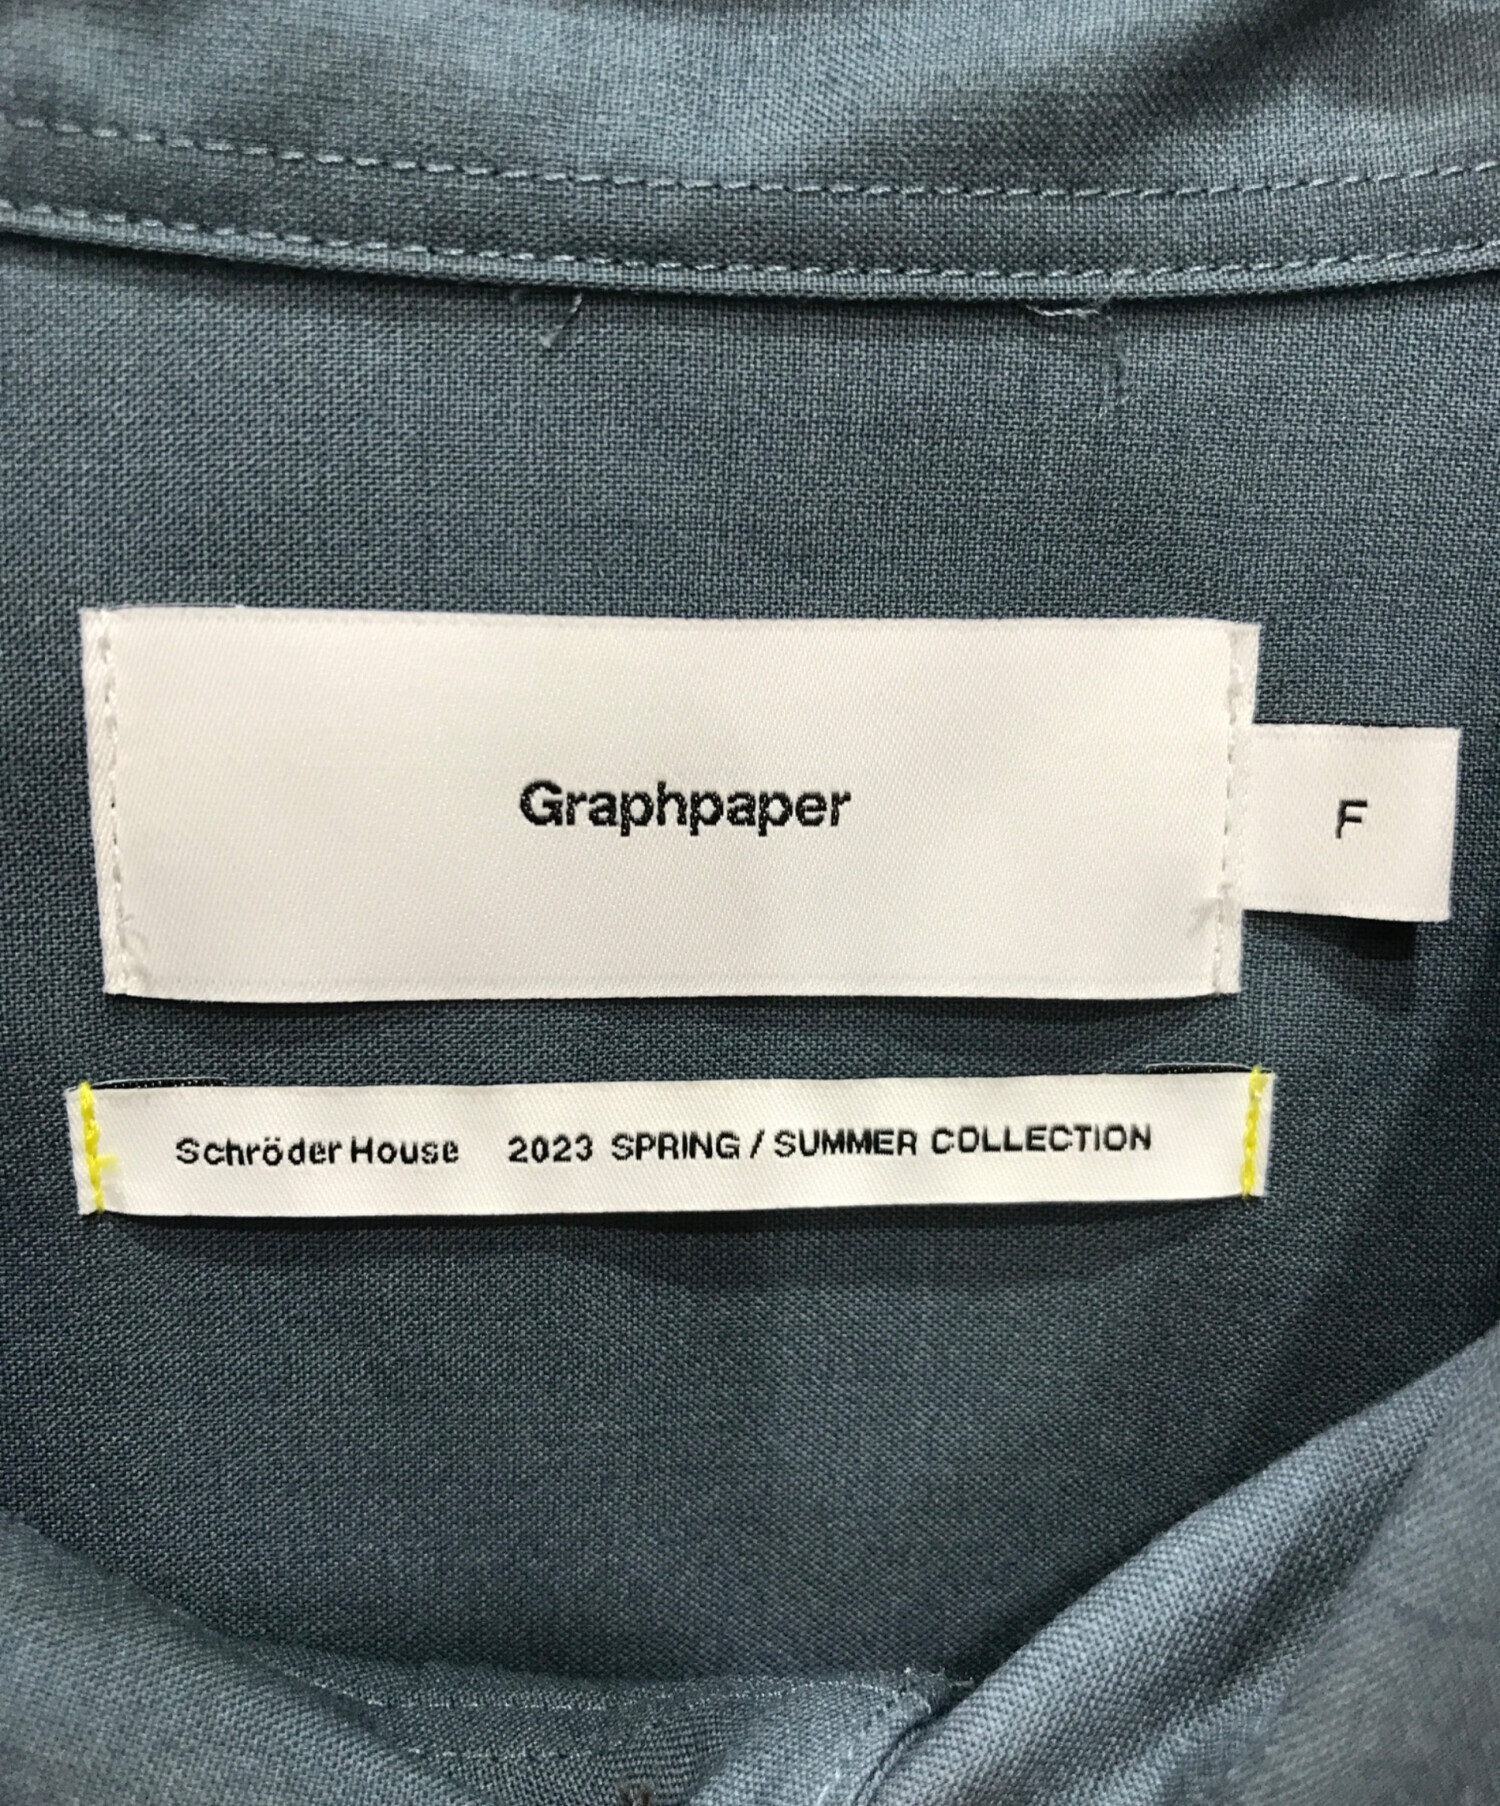 Graphpaper
F
Schröder House 2023 SPRING / SUMMER COLLECTION